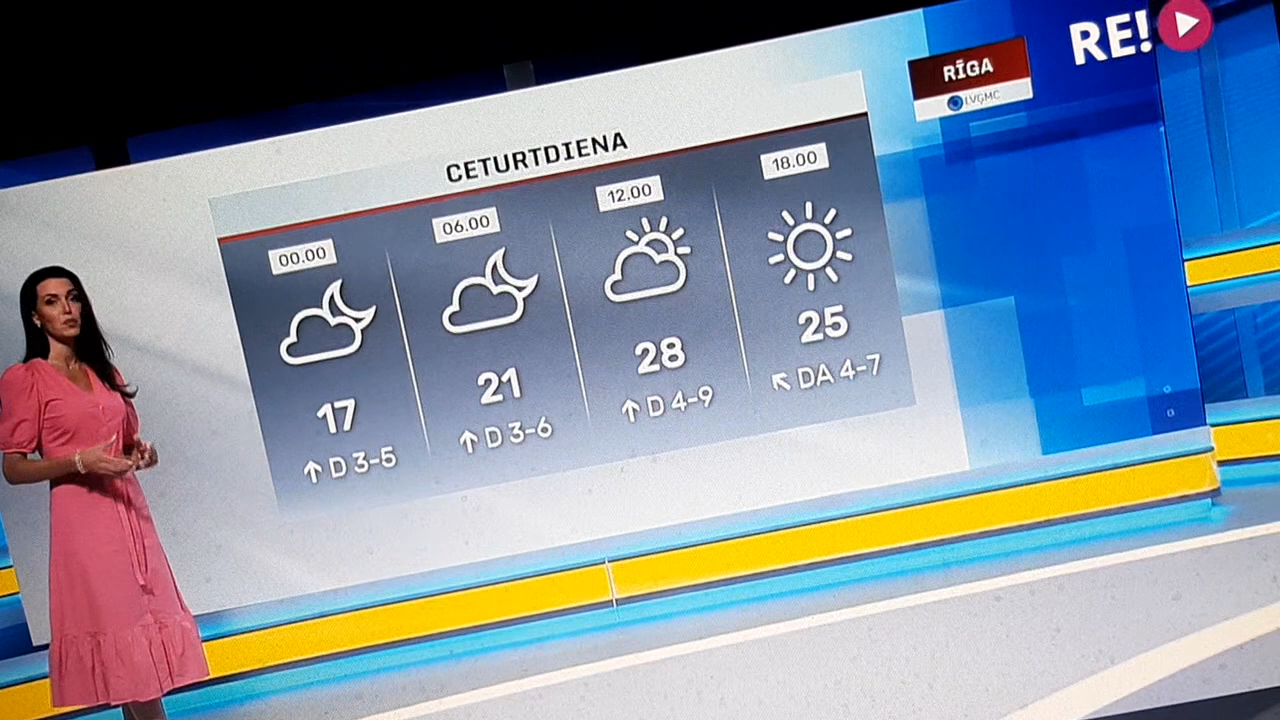 RE!
RĪGA
LVĢMC
CETURTDIENA
00.00
06.00
12.00
18.00
17
21
28
25
↑ D 3-5
↑ D 3-6
↑ D 4-9
↖ DA 4-7